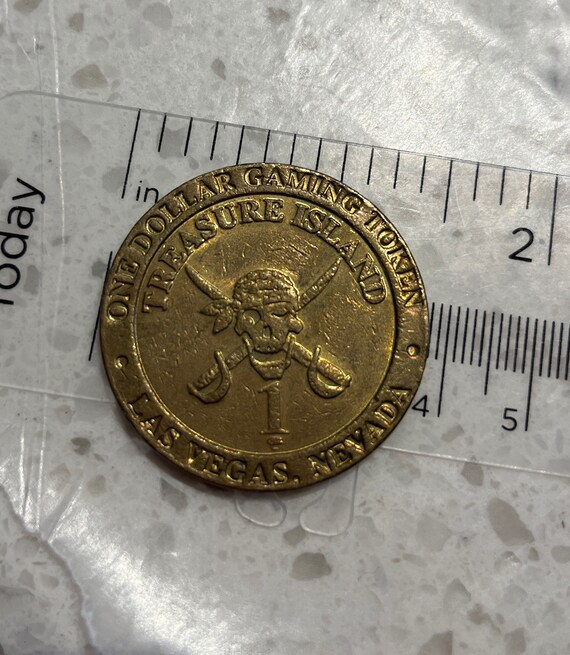 ONE DOLLAR GAMING TOKEN
TREASURE ISLAND
1
LAS VEGAS, NEVADA
in
2
4
5
Today